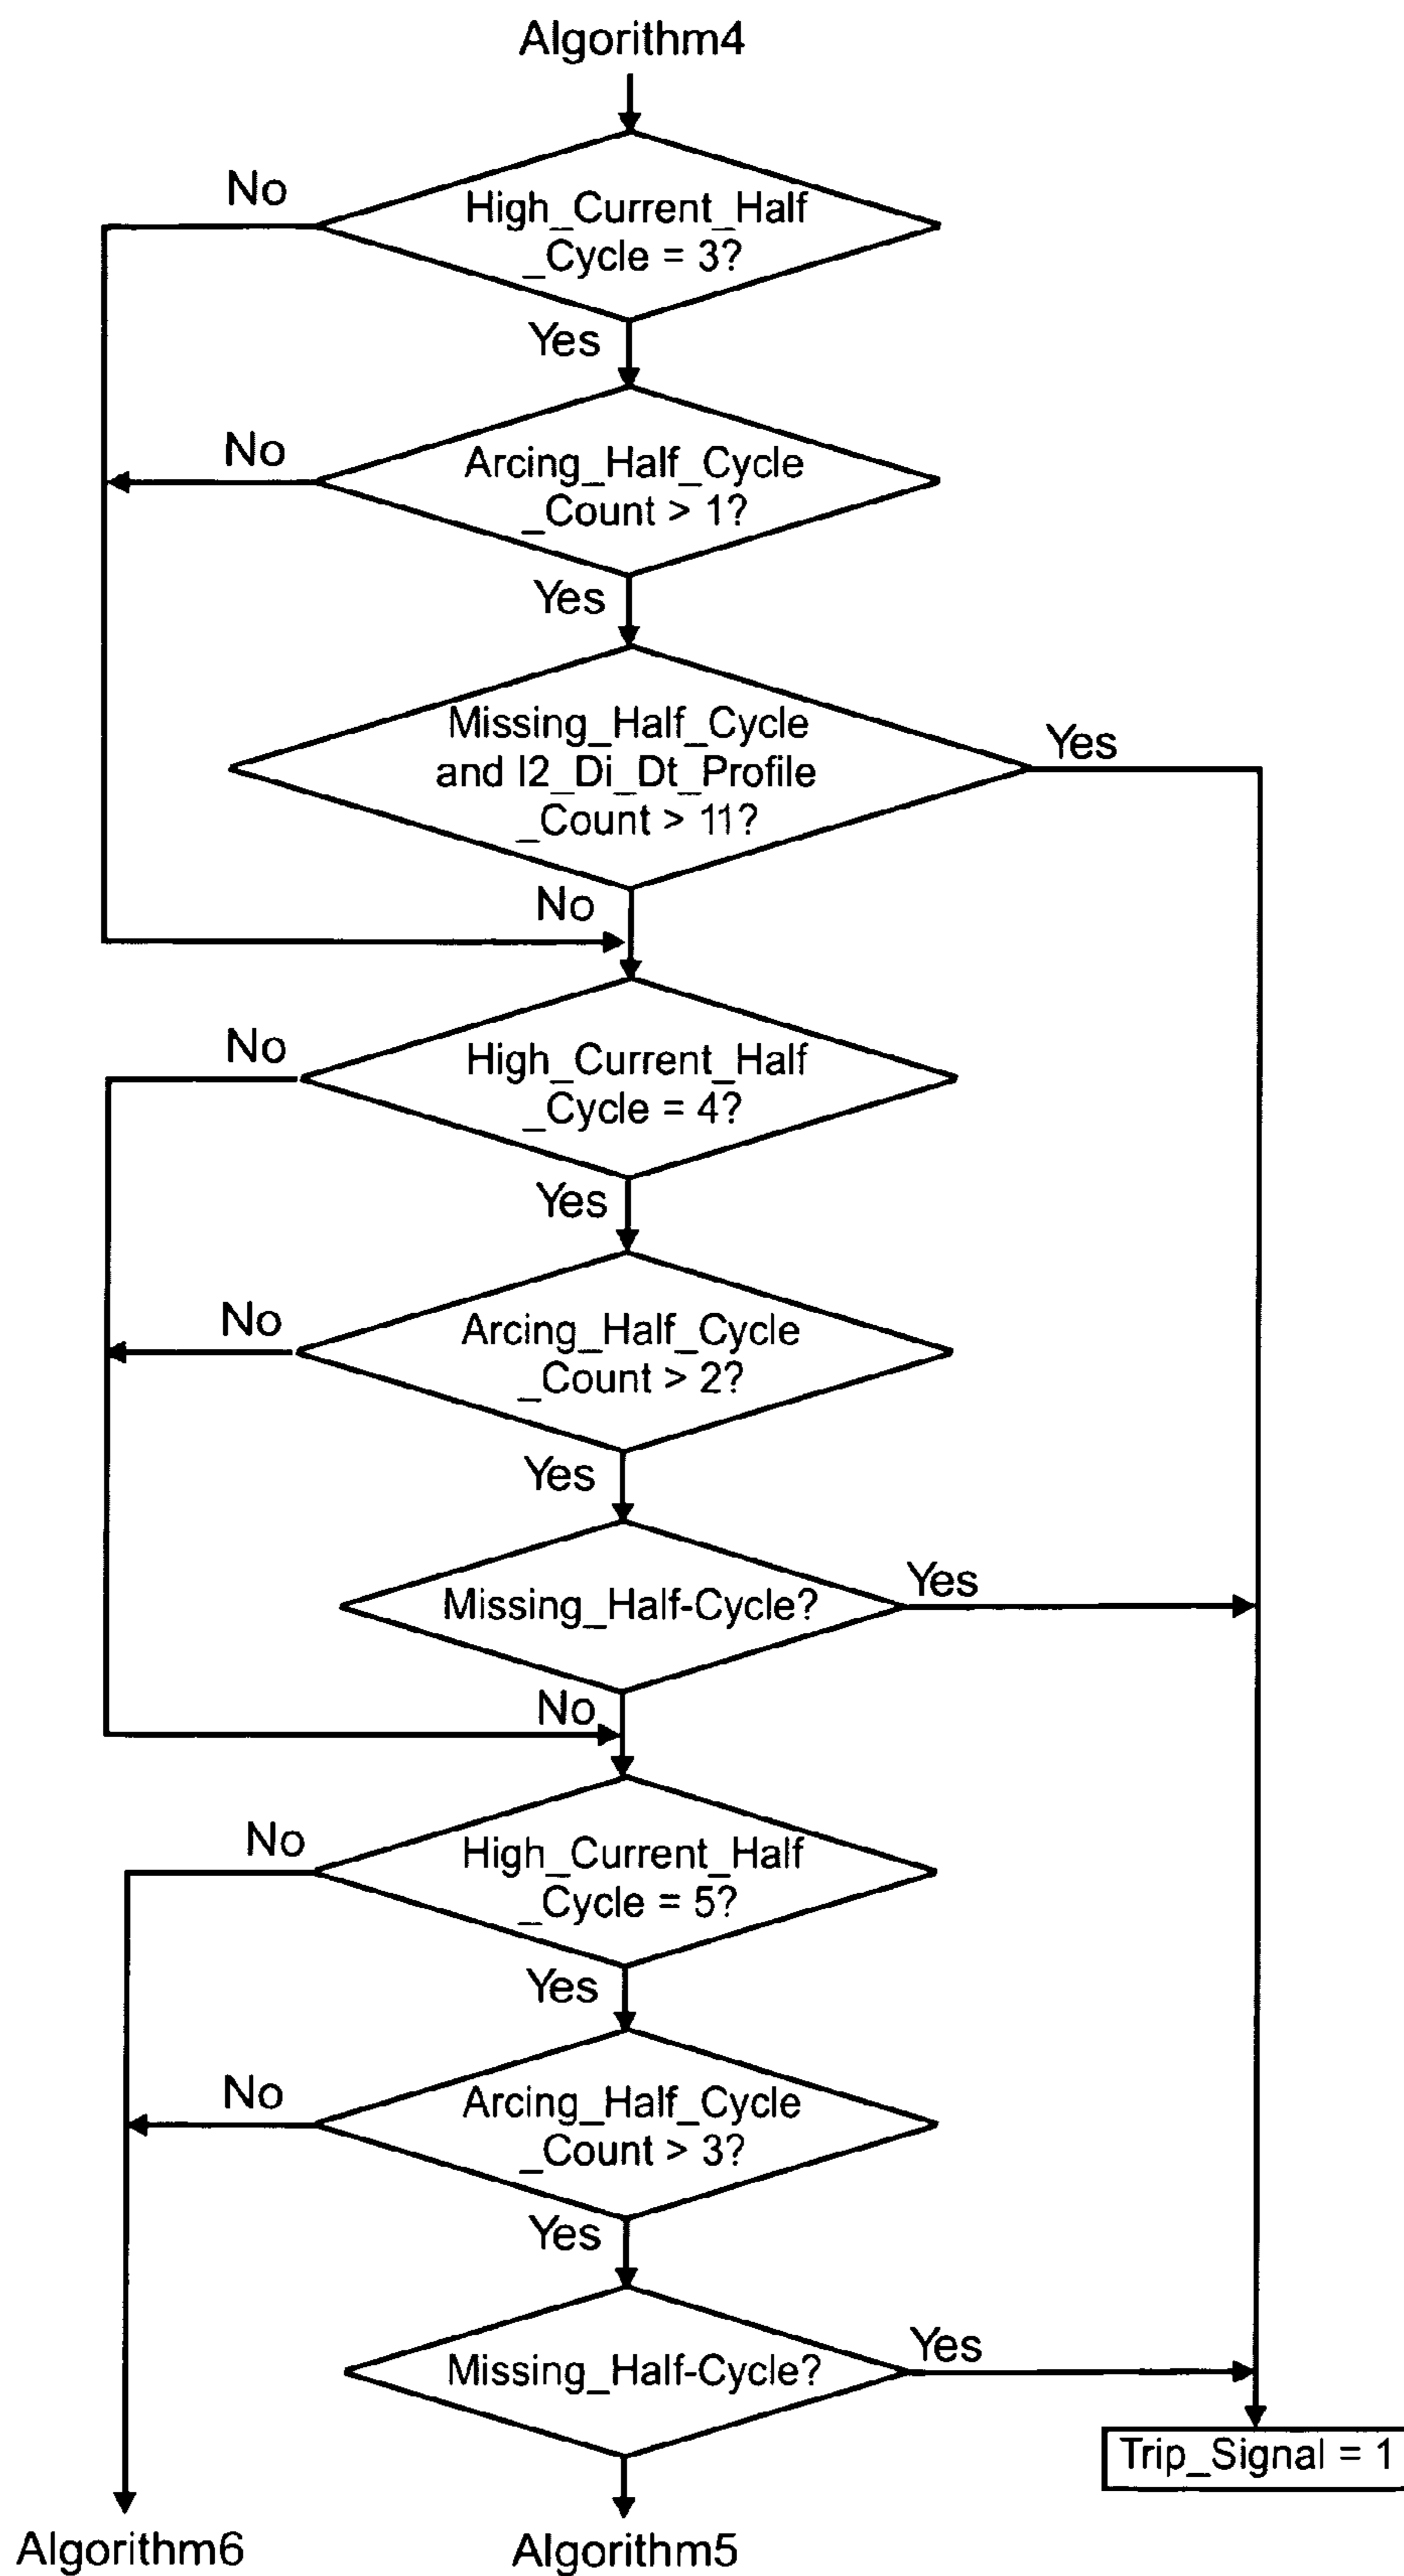 Algorithm4
No
High_Current_Half
_Cycle = 3?
Yes
No
Arcing_Half_Cycle
_Count > 1?
Yes
Missing_Half_Cycle
and I2_Di_Dt_Profile
_Count > 11?
Yes
No
No
High_Current_Half
_Cycle = 4?
Yes
No
Arcing_Half_Cycle
_Count > 2?
Yes
Missing_Half-Cycle?
Yes
No
No
High_Current_Half
_Cycle = 5?
Yes
No
Arcing_Half_Cycle
_Count > 3?
Yes
Missing_Half-Cycle?
Yes
Trip_Signal = 1
Algorithm6
Algorithm5